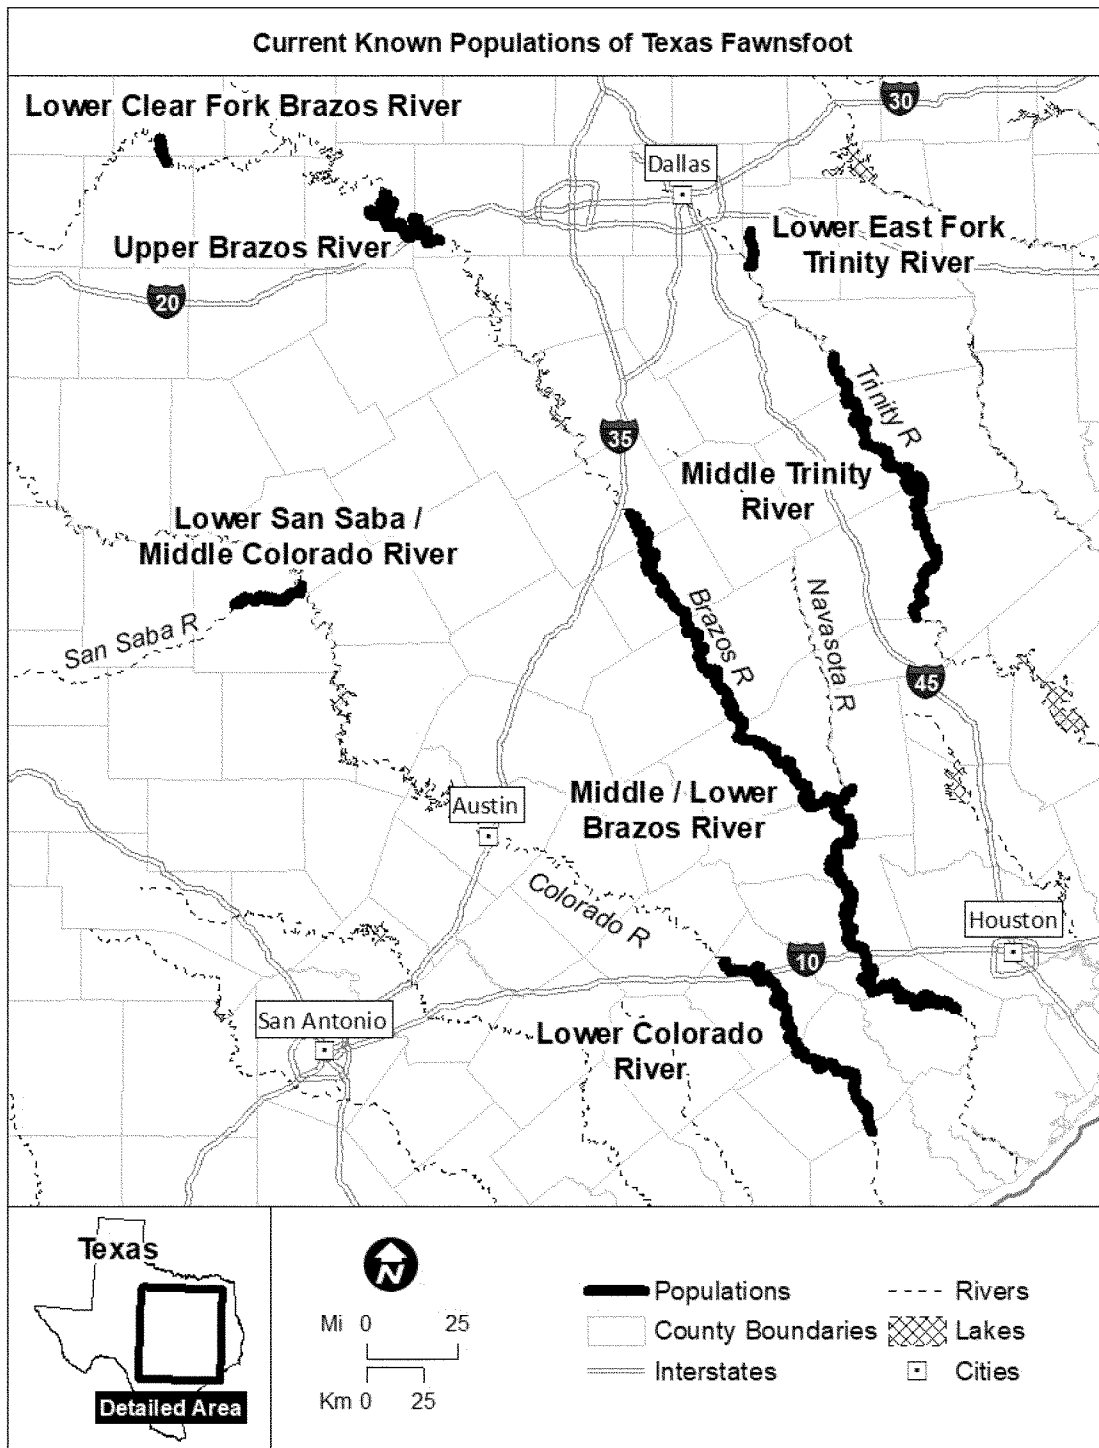 Current Known Populations of Texas Fawnsfoot
Lower Clear Fork Brazos River
30
Dallas
Upper Brazos River
Lower East Fork
Trinity River
20
Trinity R
35
Middle Trinity
River
Lower San Saba /
Middle Colorado River
San Saba R
Brazos R
Navasota R
45
Middle / Lower
Brazos River
Austin
Colorado R
Houston
10
San Antonio
Lower Colorado
River
Texas
Detailed Area
N
Mi 0 25
Km 0 25
Populations
County Boundaries
Interstates
Rivers
Lakes
Cities